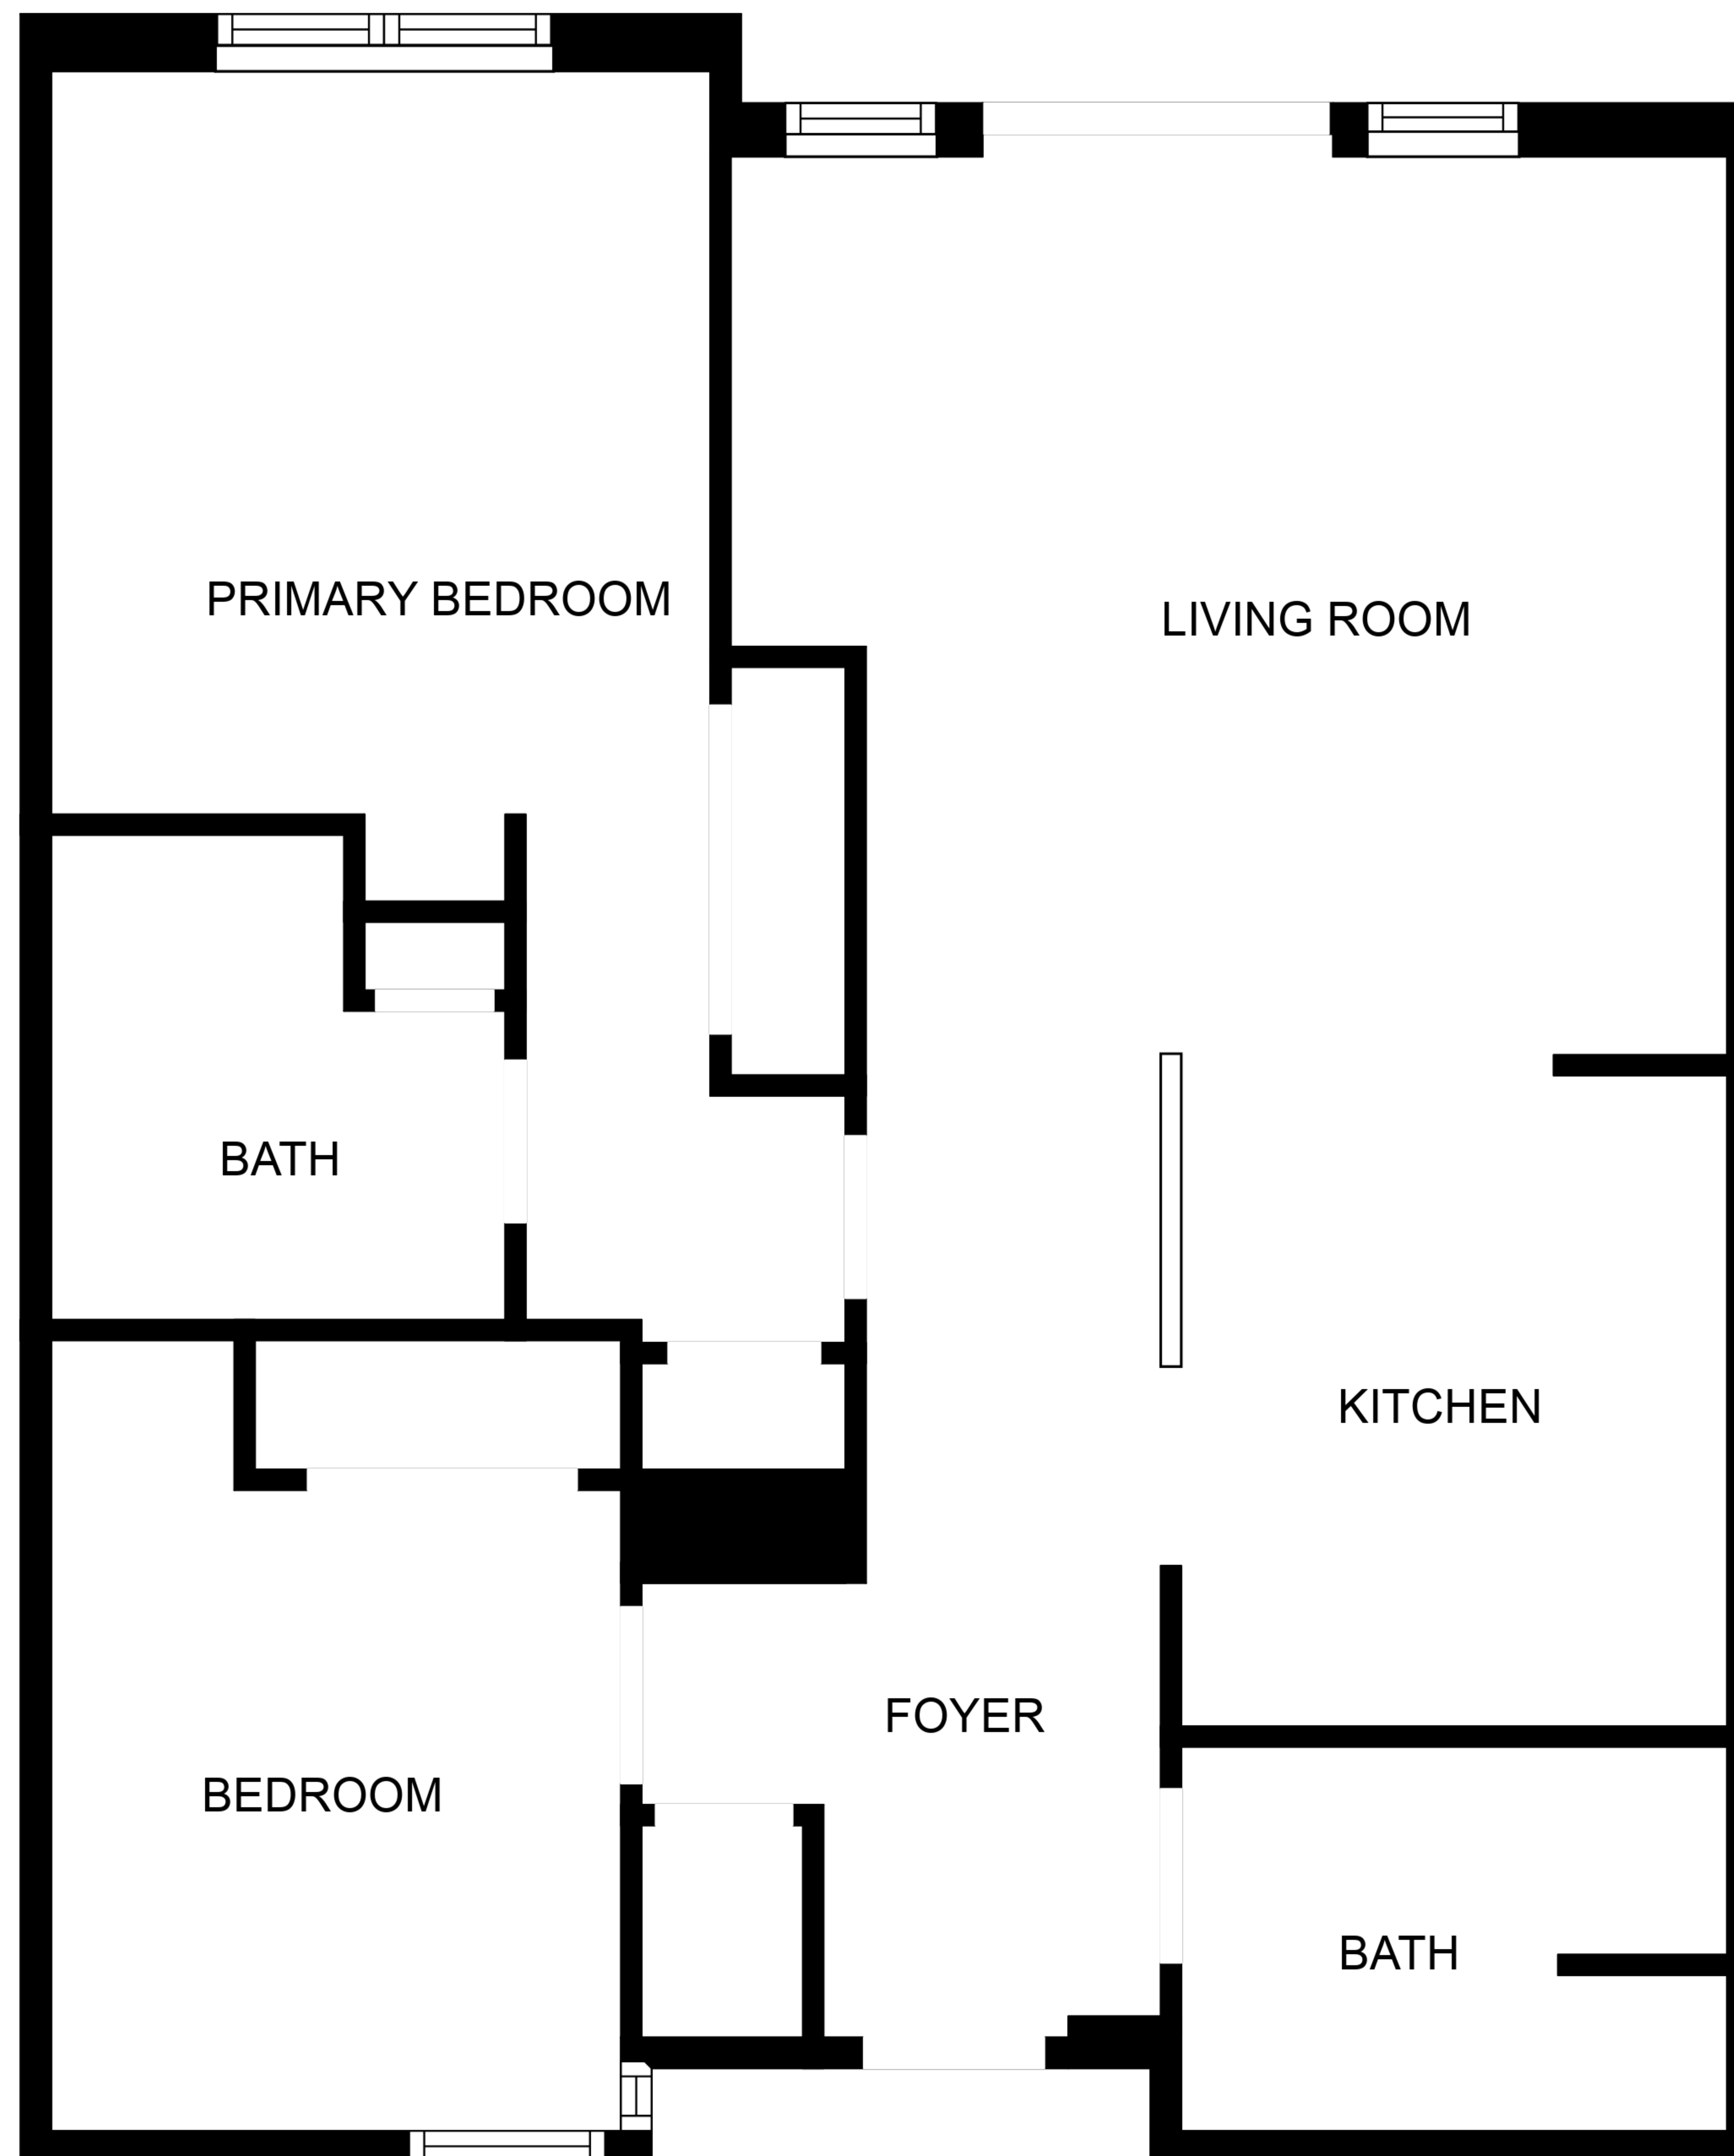 PRIMARY BEDROOM
LIVING ROOM
BATH
KITCHEN
FOYER
BEDROOM
BATH